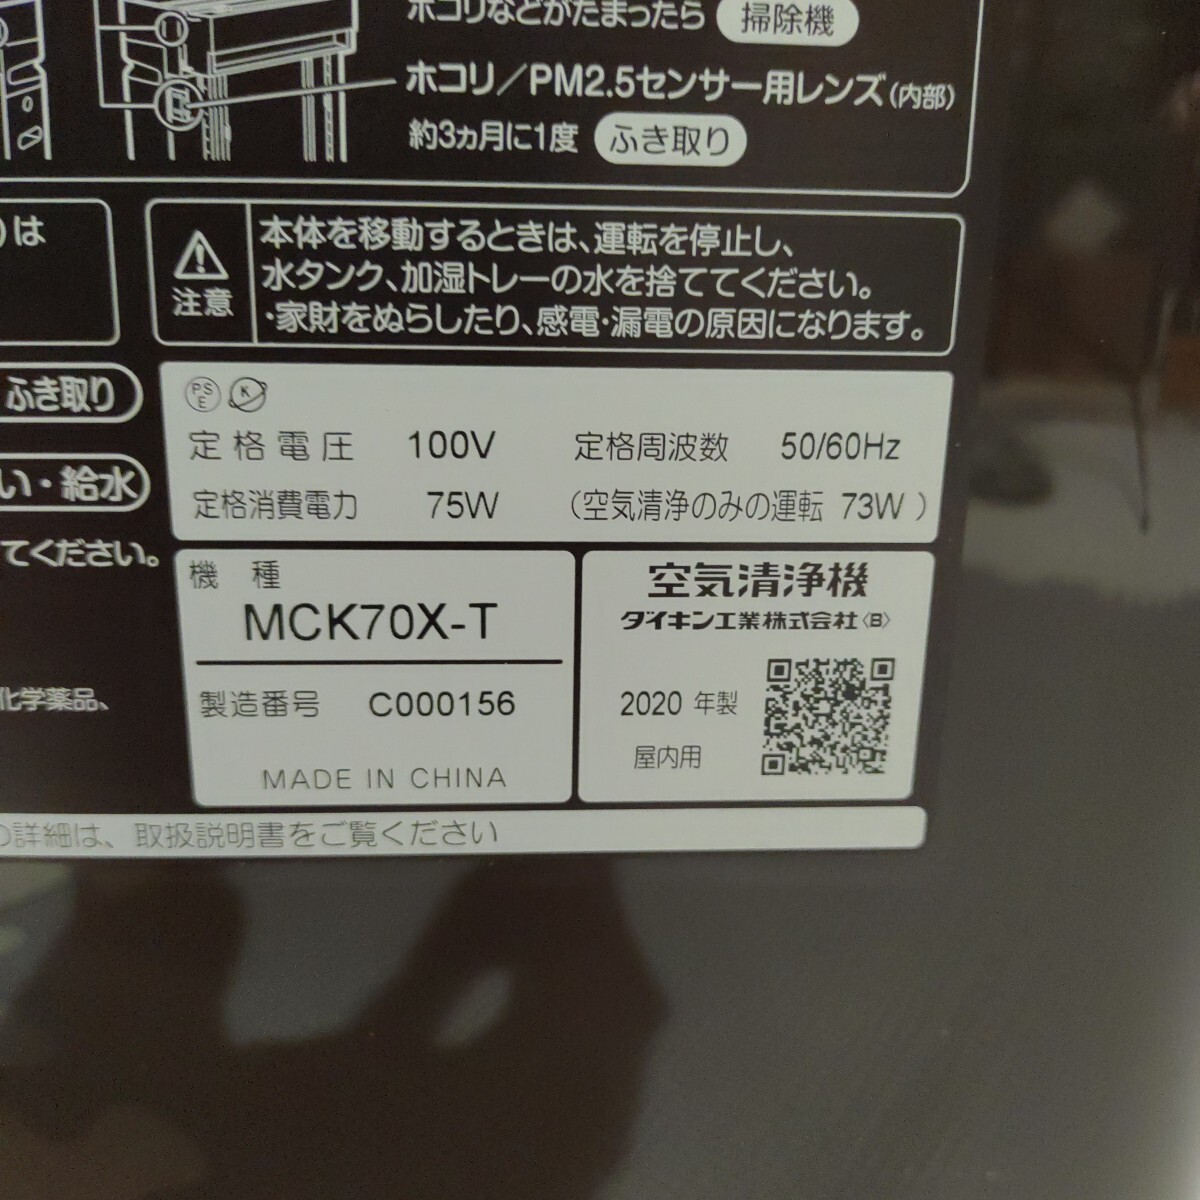 ホコリなどがたまったら 掃除機
ホコリ／PM2.5センサー用レンズ(内部)
約3ヵ月に1度 ふき取り
りは
注意
本体を移動するときは、運転を停止し、
水タンク、加湿トレーの水を捨ててください。
・家財をぬらしたり、感電・漏電の原因になります。
ふき取り
い・給水
てください。
化学薬品、
PS
E
K
定格電圧 100V 定格周波数 50/60Hz
定格消費電力 75W (空気清浄のみの運転 73W)
機種
MCK70X-T
製造番号 C000156
MADE IN CHINA
空気清浄機
ダイキン工業株式会社〈B〉
2020 年製
屋内用
の詳細は、取扱説明書をご覧ください